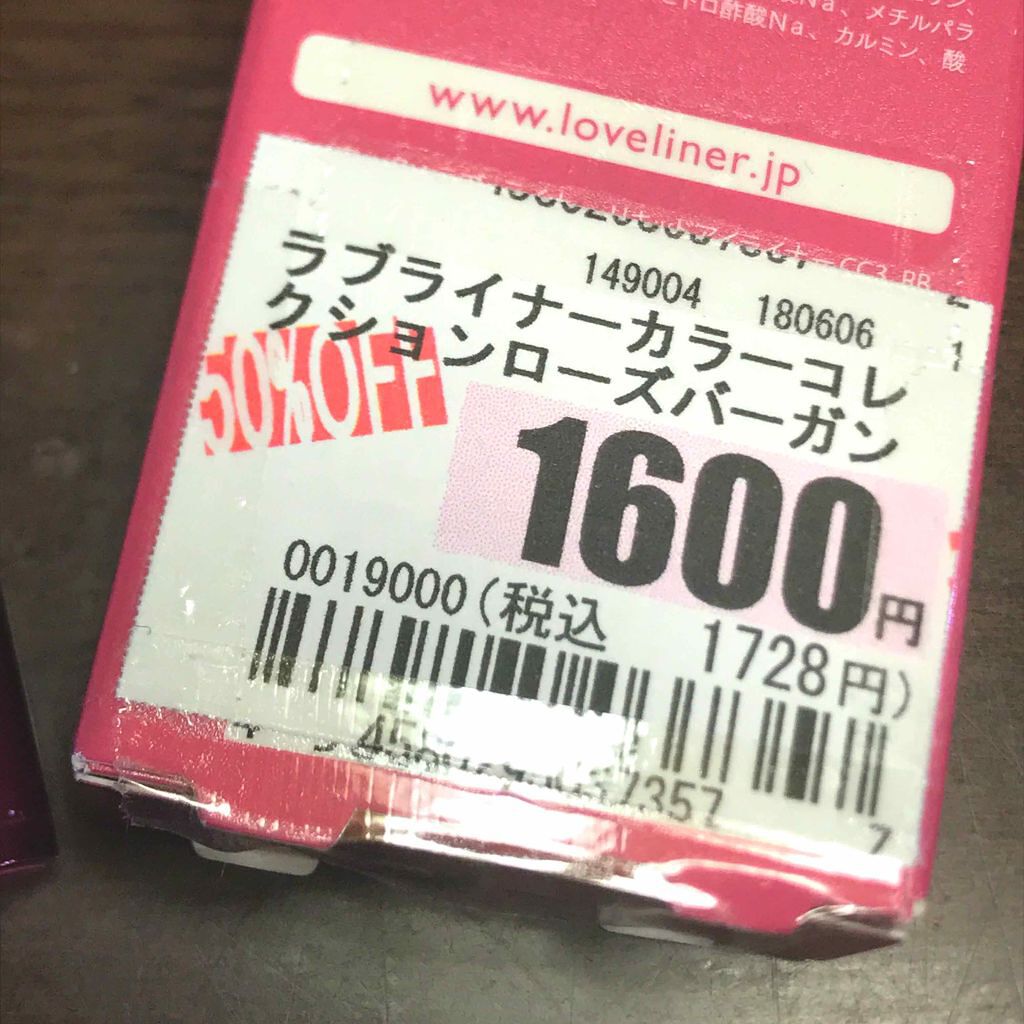 メチルパラ
ドロ酢酸Na、カルミン、酸
www.loveliner.jp
149004 180606
ラブライナーカラーコレ
クションローズバーガン
1
50%OFF
1600円
0019000(税込 1728円)
7357
7